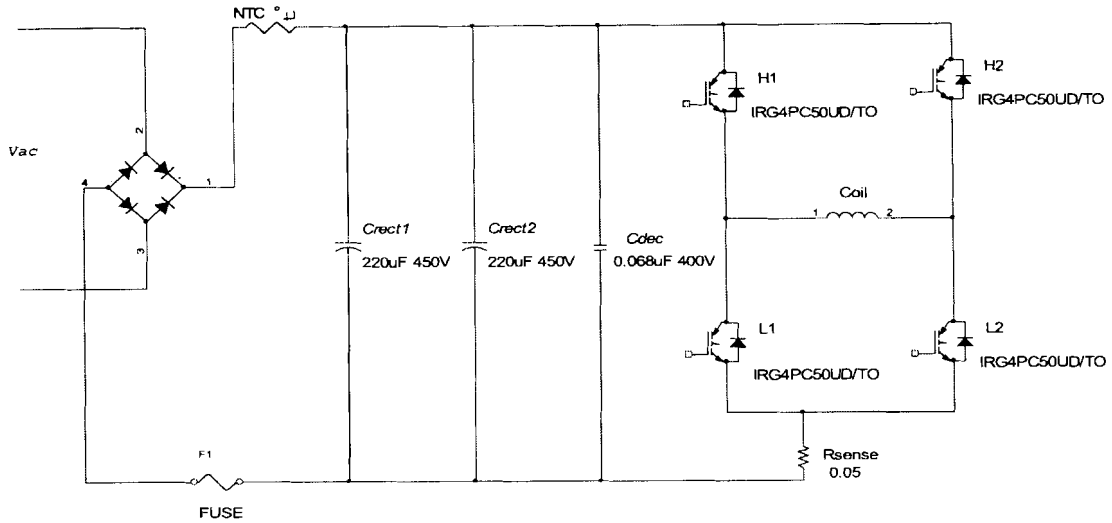 NTC ° t
H1
IRG4PC50UD/TO
H2
IRG4PC50UD/TO
Vac
2
4
1
3
Coil
1 2
Crect1
220uF 450V
Crect2
220uF 450V
Cdec
0.068uF 400V
L1
IRG4PC50UD/TO
L2
IRG4PC50UD/TO
Rsense
0.05
F1
FUSE